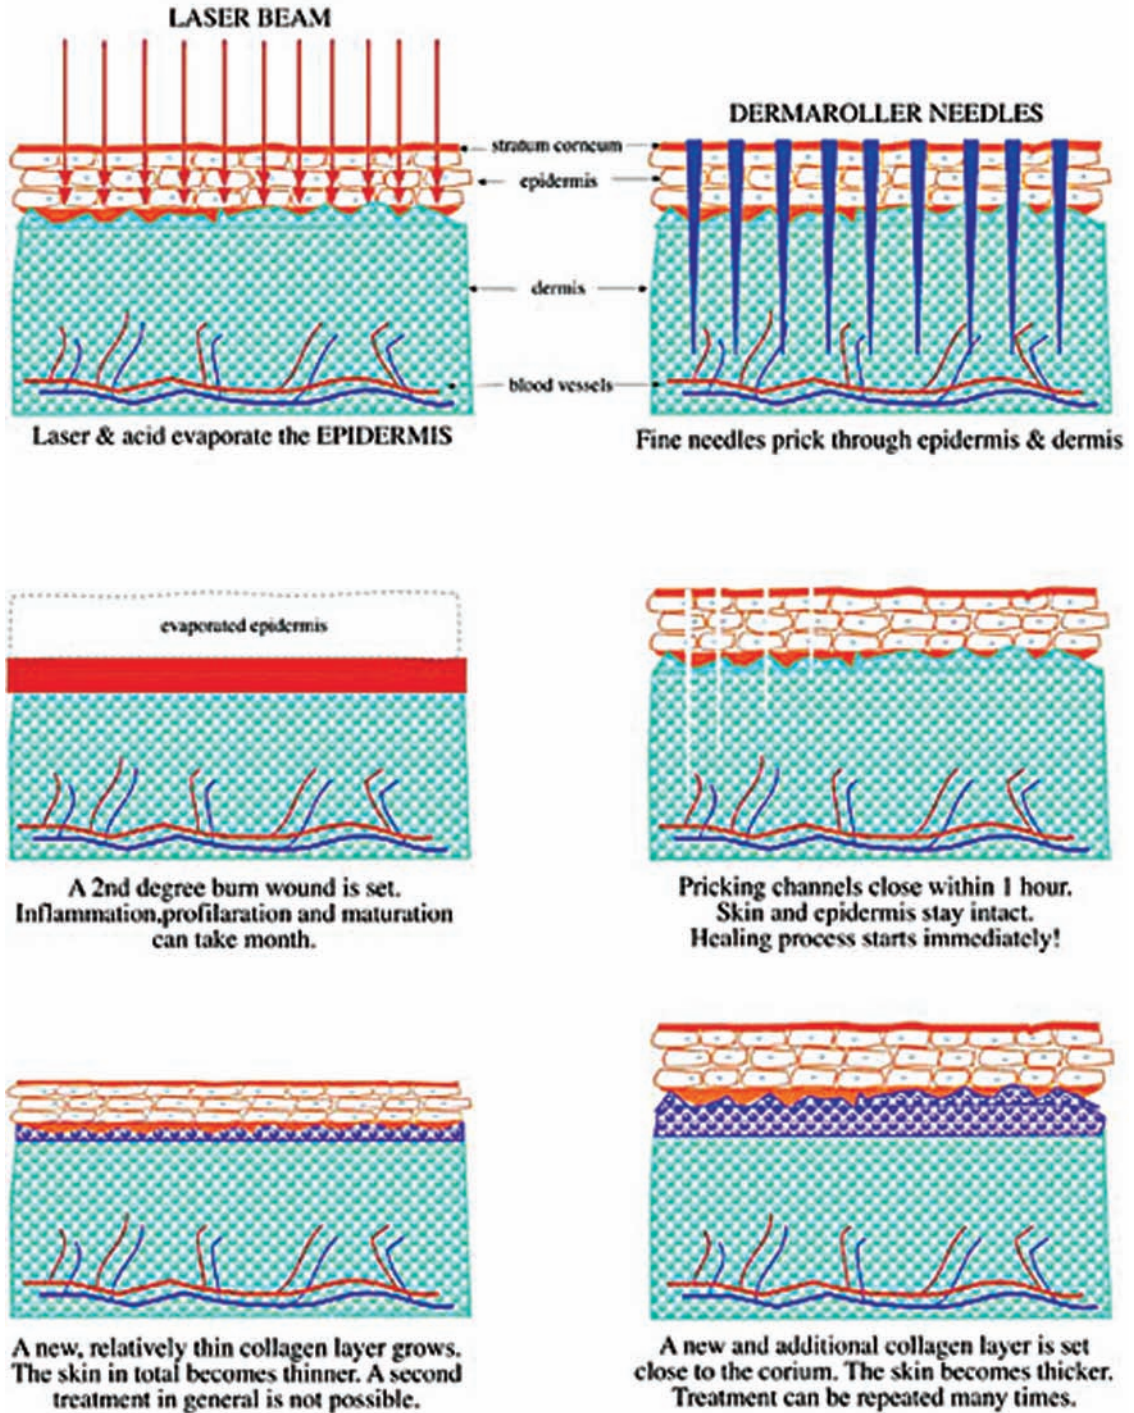 LASER BEAM
DERMAROLLER NEEDLES
stratum corneum
epidermis
dermis
blood vessels
Laser & acid evaporate the EPIDERMIS
Fine needles prick through epidermis & dermis
evaporated epidermis
A 2nd degree burn wound is set.
Inflammation,profilaration and maturation
can take month.
Pricking channels close within 1 hour.
Skin and epidermis stay intact.
Healing process starts immediately!
A new, relatively thin collagen layer grows.
The skin in total becomes thinner. A second
treatment in general is not possible.
A new and additional collagen layer is set
close to the corium. The skin becomes thicker.
Treatment can be repeated many times.